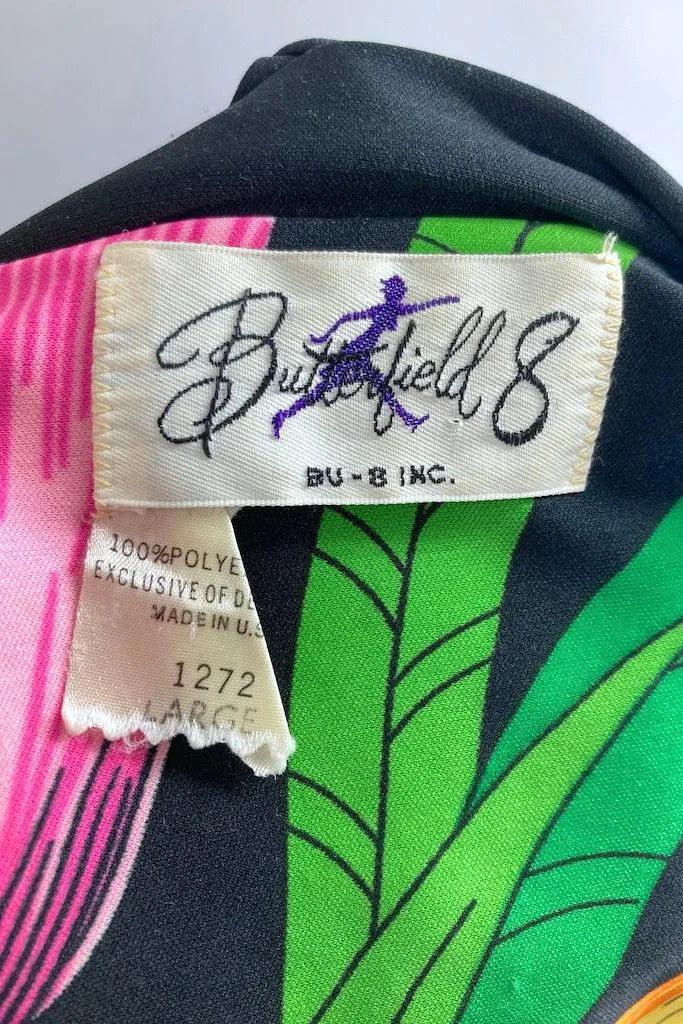 Butterfield 8
BU-8 INC.
100% POLYE
EXCLUSIVE OF DE
MADE IN U.S
1272
LARGE